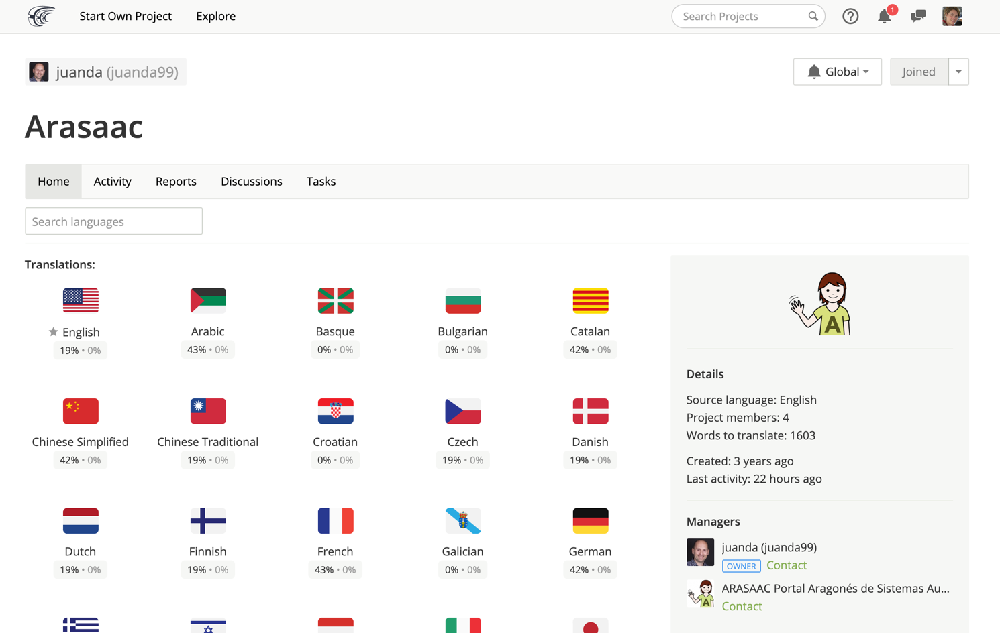 Start Own Project
Explore
Search Projects
1
juanda (juanda99)
Global
Joined
Arasaac
Home
Activity
Reports
Discussions
Tasks
Search languages
Translations:
English
19% • 0%
Arabic
43% • 0%
Basque
0% • 0%
Bulgarian
0% • 0%
Catalan
42% • 0%
Chinese Simplified
42% • 0%
Chinese Traditional
19% • 0%
Croatian
0% • 0%
Czech
19% • 0%
Danish
19% • 0%
Dutch
19% • 0%
Finnish
19% • 0%
French
43% • 0%
Galician
0% • 0%
German
42% • 0%
A
Details
Source language: English
Project members: 4
Words to translate: 1603
Created: 3 years ago
Last activity: 22 hours ago
Managers
juanda (juanda99)
OWNER Contact
A
ARASAAC Portal Aragonés de Sistemas Au...
Contact